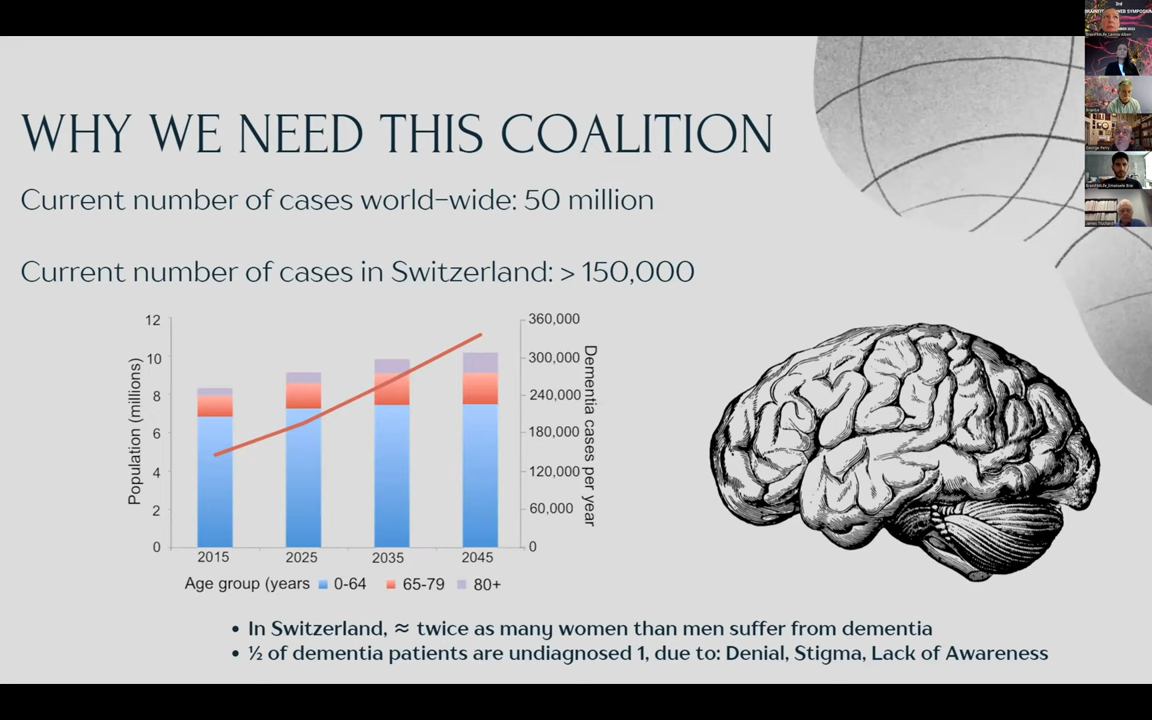 WHY WE NEED THIS COALITION
Current number of cases world-wide: 50 million
Current number of cases in Switzerland: > 150,000
12
10
8
6
4
2
0
Population (millions)
360,000
300,000
240,000
180,000
120,000
60,000
0
Dementia cases per year
2015
2025
2035
2045
Age group (years
0-64
65-79
80+
• In Switzerland, ≈ twice as many women than men suffer from dementia
• ½ of dementia patients are undiagnosed 1, due to: Denial, Stigma, Lack of Awareness
3rd
George Perry